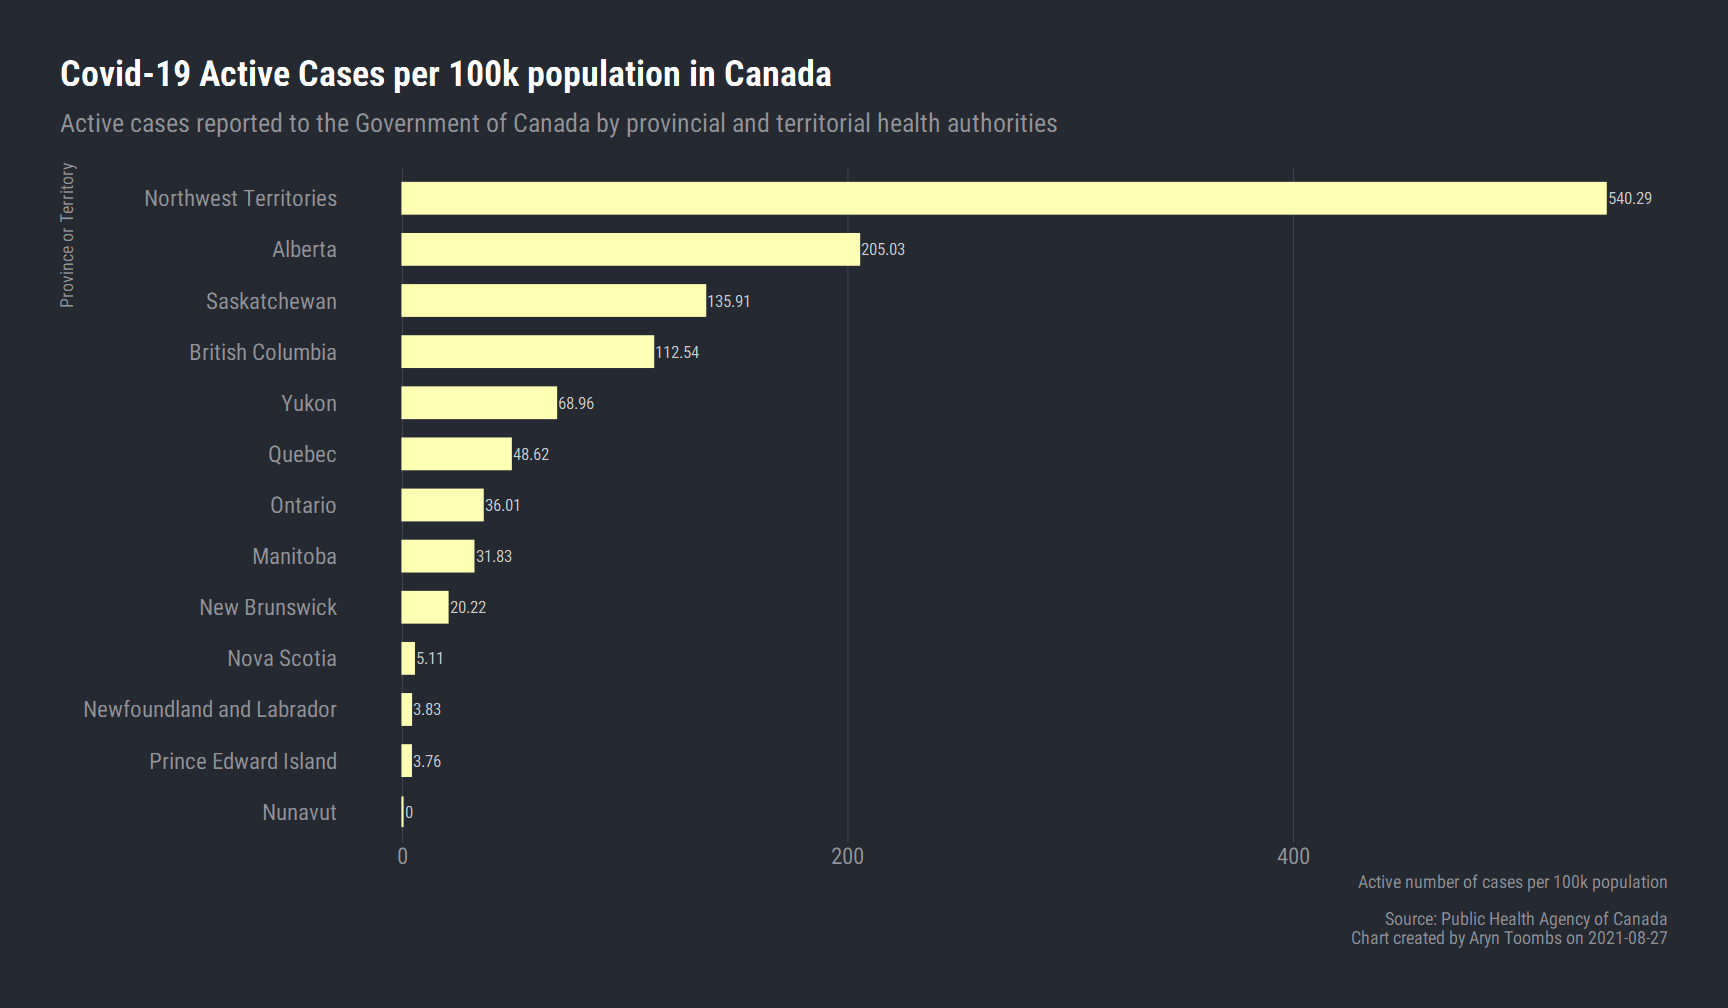 Covid-19 Active Cases per 100k population in Canada
Active cases reported to the Government of Canada by provincial and territorial health authorities
Province or Territory
Northwest Territories 540.29
Alberta 205.03
Saskatchewan 135.91
British Columbia 112.54
Yukon 68.96
Quebec 48.62
Ontario 36.01
Manitoba 31.83
New Brunswick 20.22
Nova Scotia 5.11
Newfoundland and Labrador 3.83
Prince Edward Island 3.76
Nunavut 0
0 200 400
Active number of cases per 100k population
Source: Public Health Agency of Canada
Chart created by Aryn Toombs on 2021-08-27